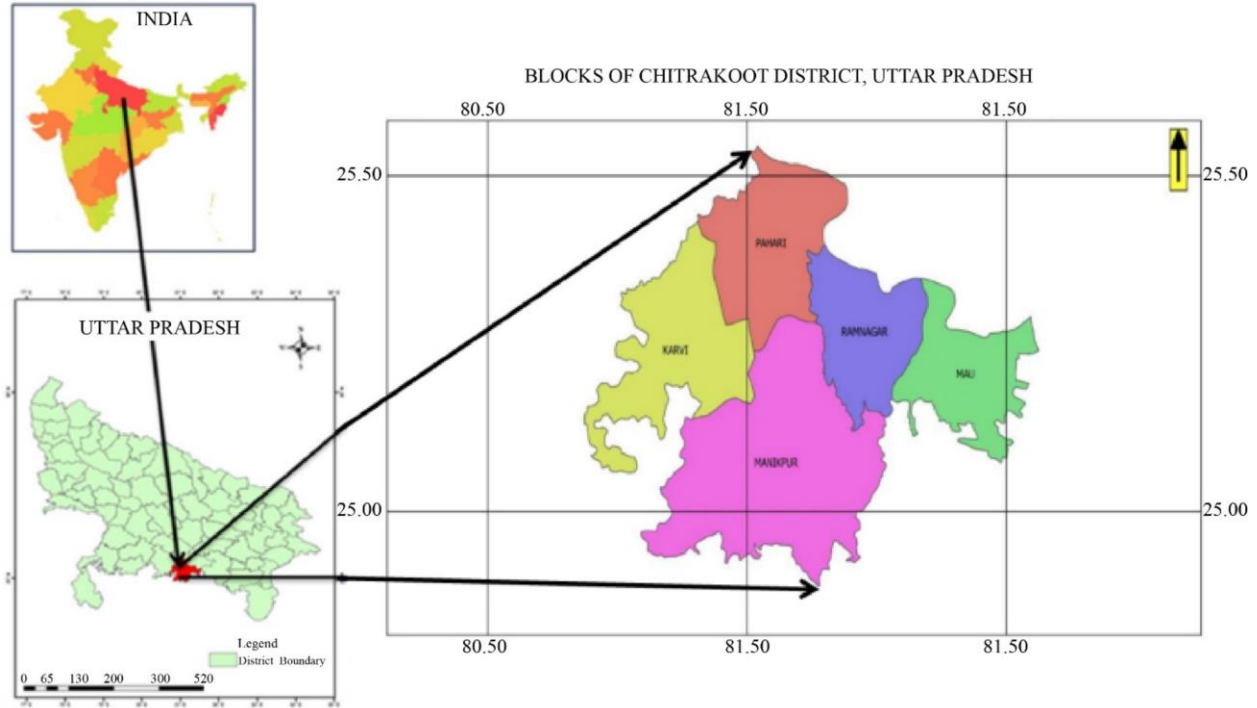 INDIA
BLOCKS OF CHITRAKOOT DISTRICT, UTTAR PRADESH
80.50 81.50 81.50
25.50 25.50
PAHARI
UTTAR PRADESH
N
RAMNAGAR
KARVI
MAU
MANIKPUR
25.00 25.00
80.50 81.50 81.50
Legend
District Boundary
0 65 130 200 300 520